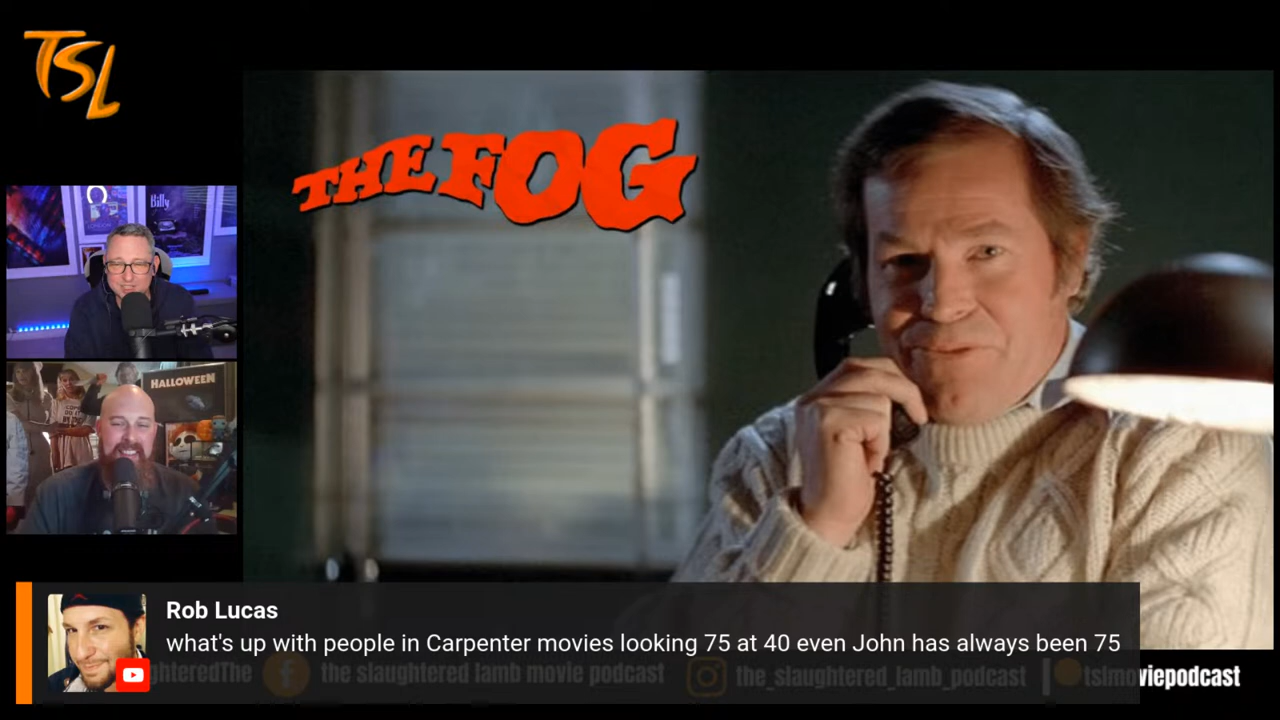 TSL
THE FOG
Billy
HALLOWEEN
Rob Lucas
what's up with people in Carpenter movies looking 75 at 40 even John has always been 75
ghteredThe the slaughtered lamb movie podcast the_slaughtered_lamb_podcast tslmoviepodcast